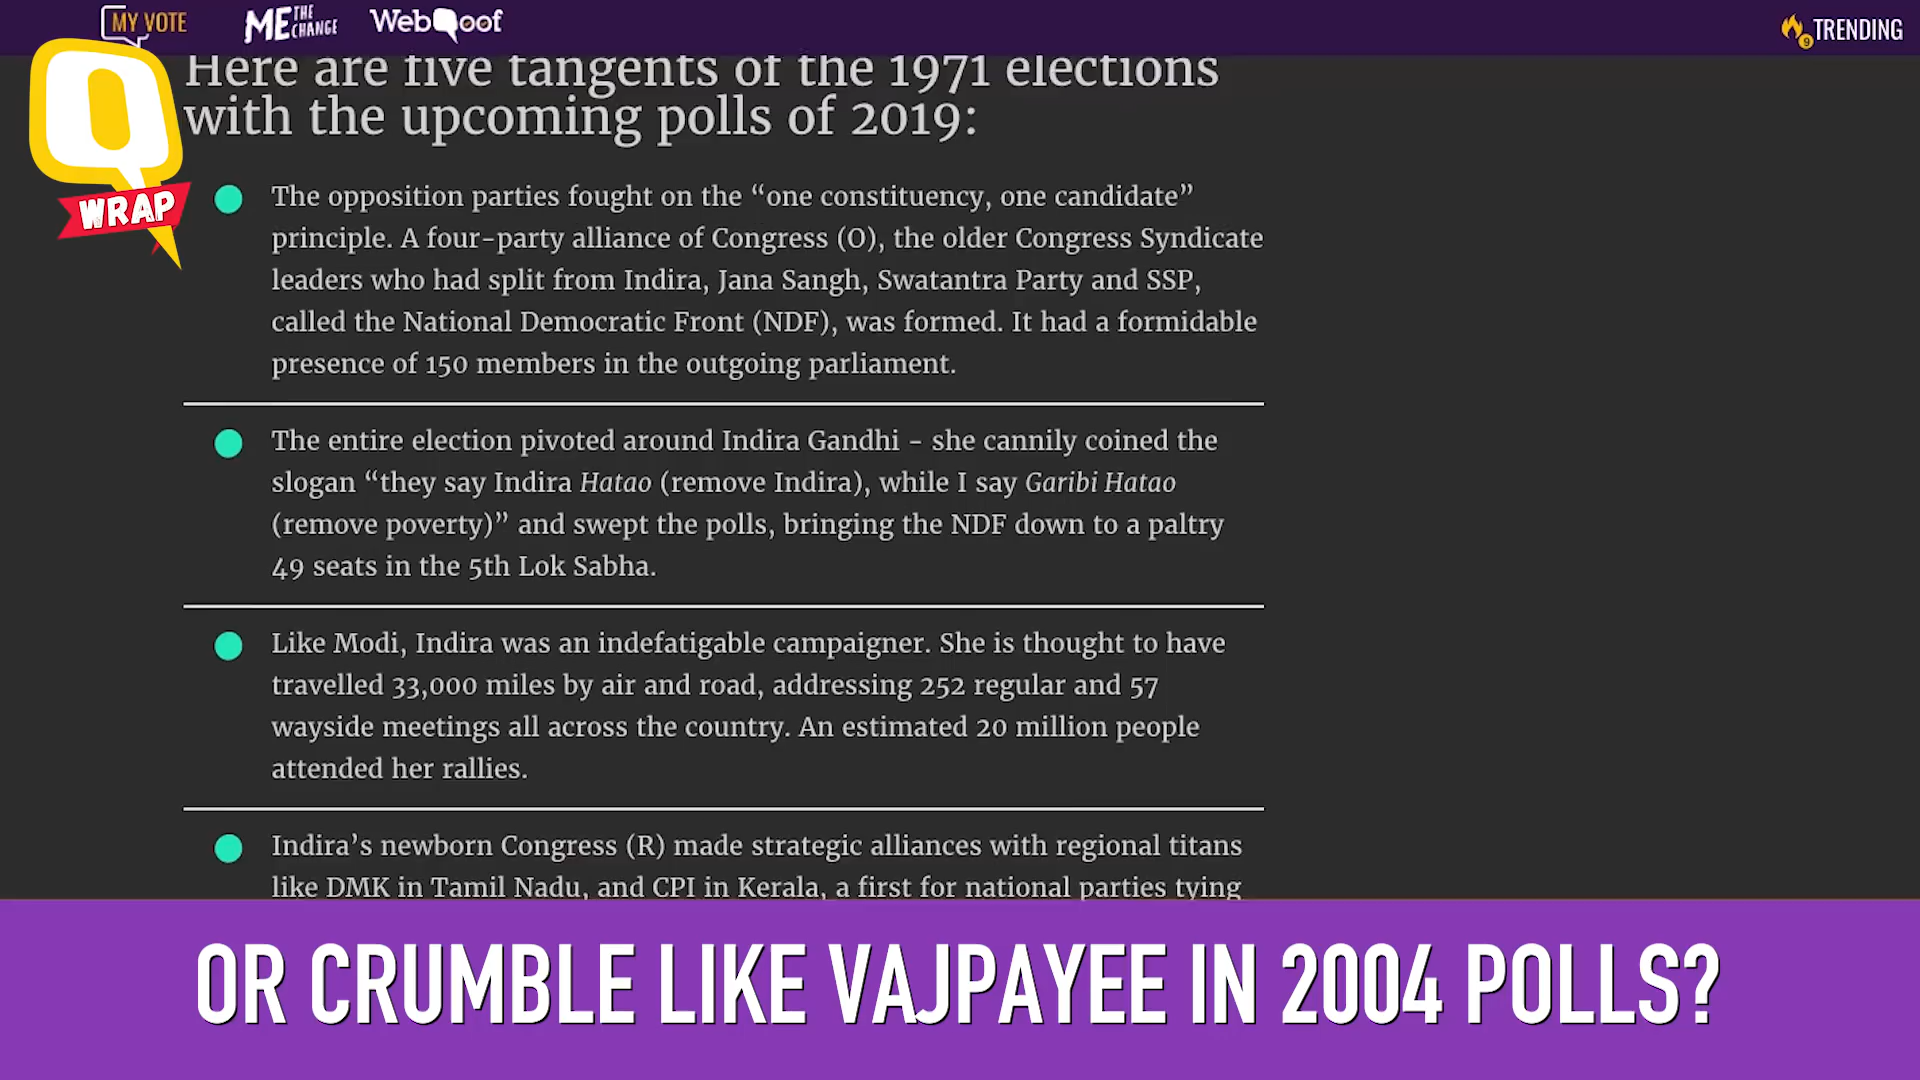 MY VOTE
ME THE CHANGE
WebQoof
9
TRENDING
Q
WRAP
Here are five tangents of the 1971 elections
with the upcoming polls of 2019:
The opposition parties fought on the “one constituency, one candidate”
principle. A four-party alliance of Congress (O), the older Congress Syndicate
leaders who had split from Indira, Jana Sangh, Swatantra Party and SSP,
called the National Democratic Front (NDF), was formed. It had a formidable
presence of 150 members in the outgoing parliament.
The entire election pivoted around Indira Gandhi - she cannily coined the
slogan “they say Indira Hatao (remove Indira), while I say Garibi Hatao
(remove poverty)” and swept the polls, bringing the NDF down to a paltry
49 seats in the 5th Lok Sabha.
Like Modi, Indira was an indefatigable campaigner. She is thought to have
travelled 33,000 miles by air and road, addressing 252 regular and 57
wayside meetings all across the country. An estimated 20 million people
attended her rallies.
Indira’s newborn Congress (R) made strategic alliances with regional titans
like DMK in Tamil Nadu, and CPI in Kerala, a first for national parties tying
OR CRUMBLE LIKE VAJPAYEE IN 2004 POLLS?